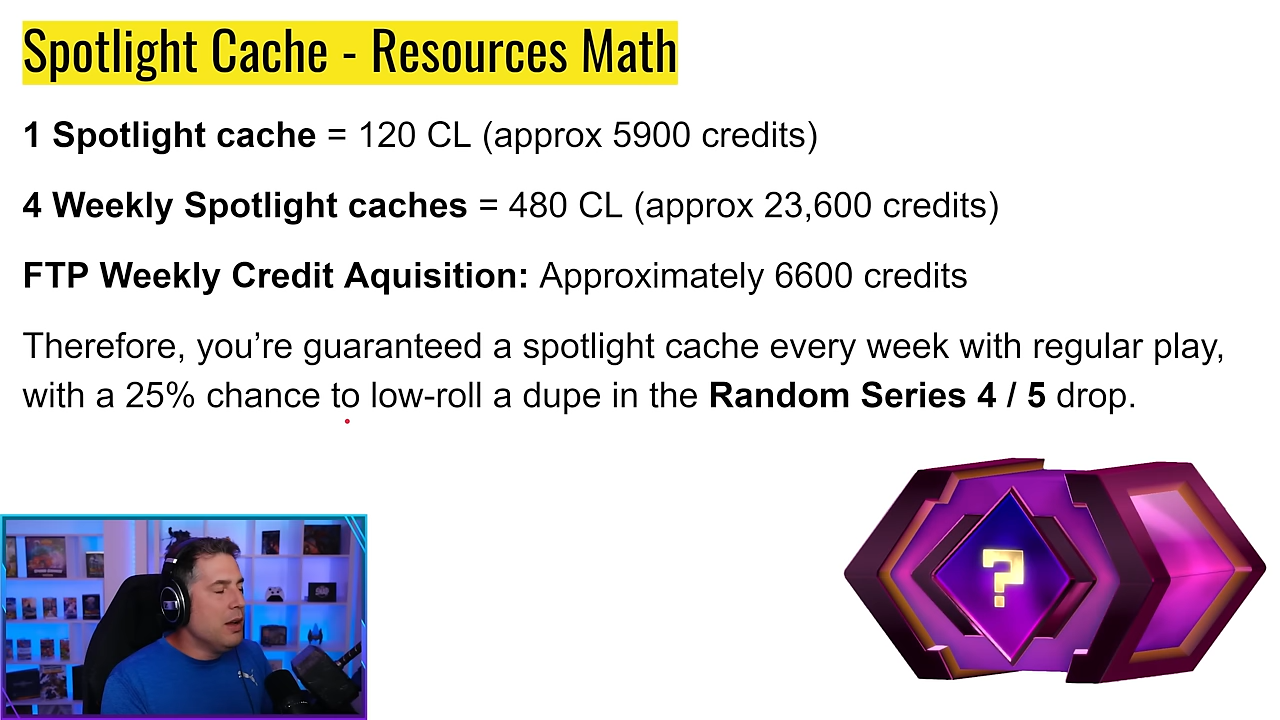 Spotlight Cache - Resources Math
1 Spotlight cache = 120 CL (approx 5900 credits)
4 Weekly Spotlight caches = 480 CL (approx 23,600 credits)
FTP Weekly Credit Aquisition: Approximately 6600 credits
Therefore, you’re guaranteed a spotlight cache every week with regular play,
with a 25% chance to low-roll a dupe in the Random Series 4 / 5 drop.
?